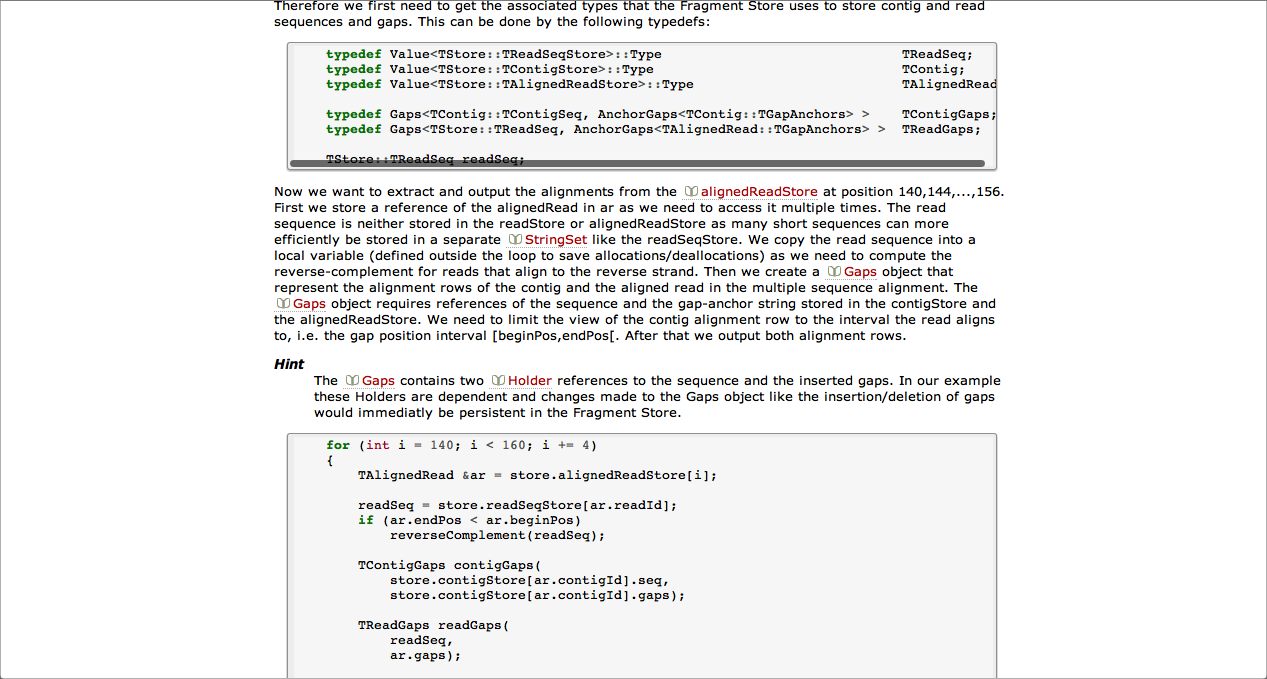 Therefore we first need to get the associated types that the Fragment Store uses to store contig and read
sequences and gaps. This can be done by the following typedefs:
typedef Value<TStore::TReadSeqStore>::Type TReadSeq;
typedef Value<TStore::TContigStore>::Type TContig;
typedef Value<TStore::TAlignedReadStore>::Type TAlignedRead
typedef Gaps<TContig::TContigSeq, AnchorGaps<TContig::TGapAnchors> > TContigGaps;
typedef Gaps<TStore::TReadSeq, AnchorGaps<TAlignedRead::TGapAnchors> > TReadGaps;
TStore::TReadSeq readSeq;
Now we want to extract and output the alignments from the alignedReadStore at position 140,144,...,156.
First we store a reference of the alignedRead in ar as we need to access it multiple times. The read
sequence is neither stored in the readStore or alignedReadStore as many short sequences can more
efficiently be stored in a separate StringSet like the readSeqStore. We copy the read sequence into a
local variable (defined outside the loop to save allocations/deallocations) as we need to compute the
reverse-complement for reads that align to the reverse strand. Then we create a Gaps object that
represent the alignment rows of the contig and the aligned read in the multiple sequence alignment. The
Gaps object requires references of the sequence and the gap-anchor string stored in the contigStore and
the alignedReadStore. We need to limit the view of the contig alignment row to the interval the read aligns
to, i.e. the gap position interval [beginPos,endPos[. After that we output both alignment rows.
Hint
The Gaps contains two Holder references to the sequence and the inserted gaps. In our example
these Holders are dependent and changes made to the Gaps object like the insertion/deletion of gaps
would immediatly be persistent in the Fragment Store.
for (int i = 140; i < 160; i += 4)
{
TAlignedRead &ar = store.alignedReadStore[i];
readSeq = store.readSeqStore[ar.readId];
if (ar.endPos < ar.beginPos)
reverseComplement(readSeq);
TContigGaps contigGaps(
store.contigStore[ar.contigId].seq,
store.contigStore[ar.contigId].gaps);
TReadGaps readGaps(
readSeq,
ar.gaps);